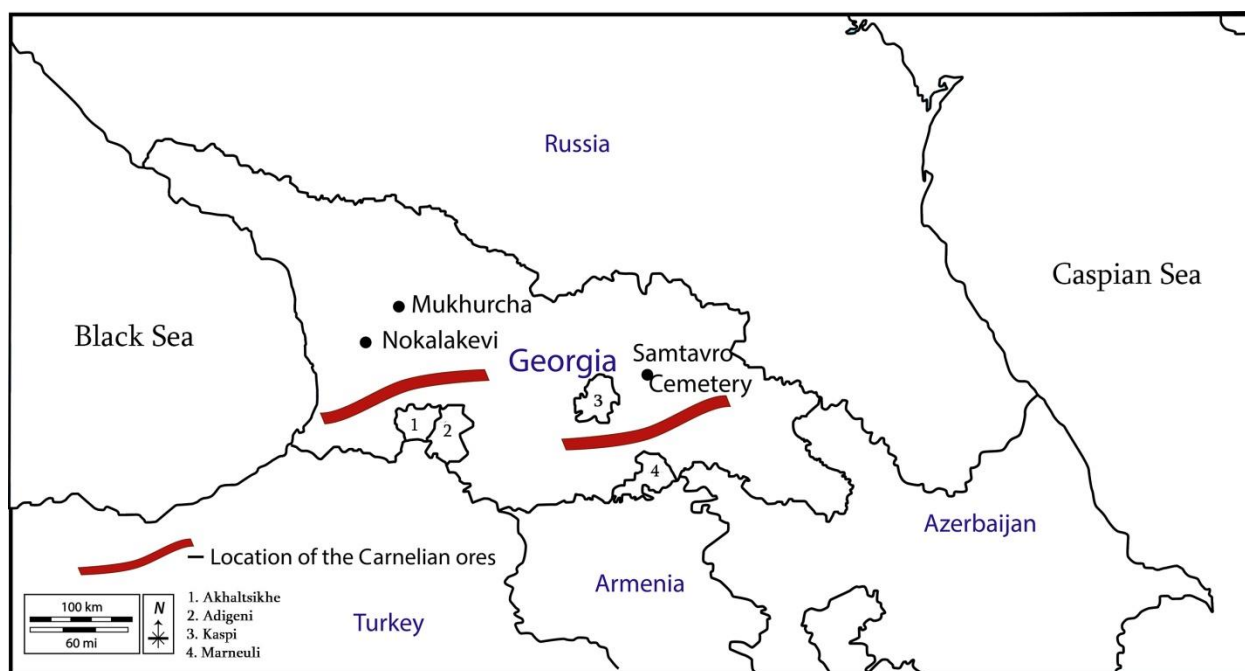 Russia
Caspian Sea
Mukhurcha
Black Sea
Nokalakevi
Georgia
Samtavro
Cemetery
3
1
2
4
Azerbaijan
Location of the Carnelian ores
Armenia
100 km
60 mi
N
1. Akhaltsikhe
2. Adigeni
3. Kaspi
4. Marneuli
Turkey